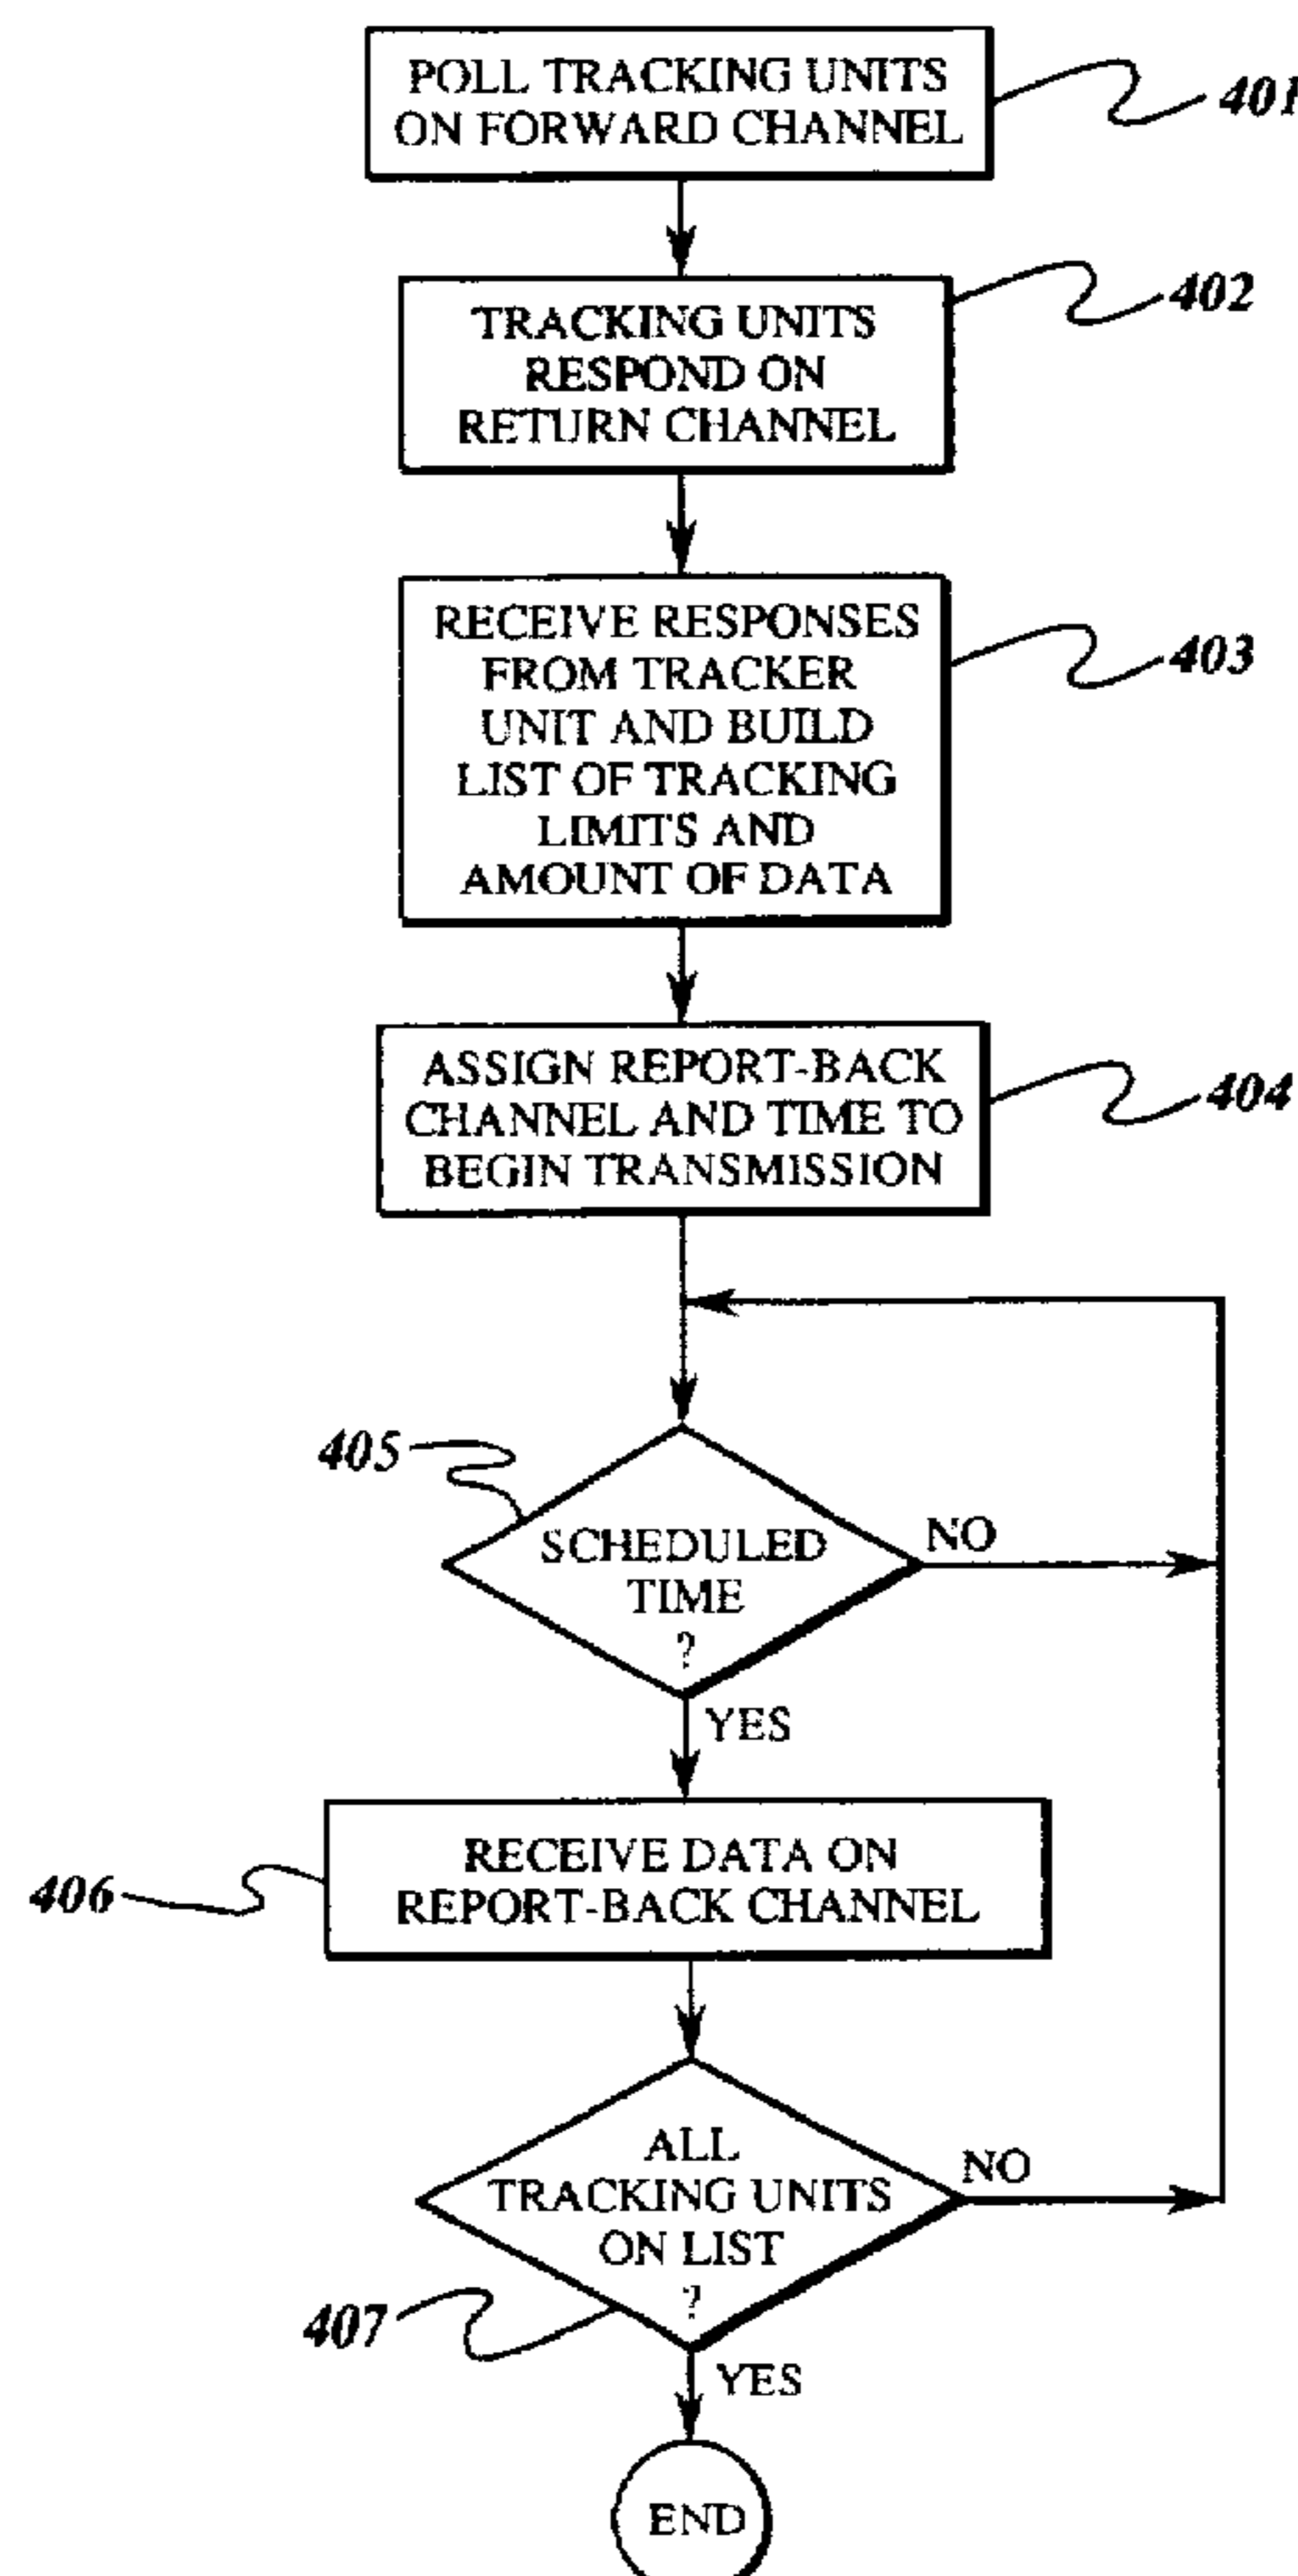 POLL TRACKING UNITS
ON FORWARD CHANNEL
401
TRACKING UNITS
RESPOND ON
RETURN CHANNEL
402
RECEIVE RESPONSES
FROM TRACKER
UNIT AND BUILD
LIST OF TRACKING
LIMITS AND
AMOUNT OF DATA
403
ASSIGN REPORT-BACK
CHANNEL AND TIME TO
BEGIN TRANSMISSION
404
405
SCHEDULED
TIME
?
NO
YES
RECEIVE DATA ON
REPORT-BACK CHANNEL
406
ALL
TRACKING UNITS
ON LIST
?
NO
407
YES
END